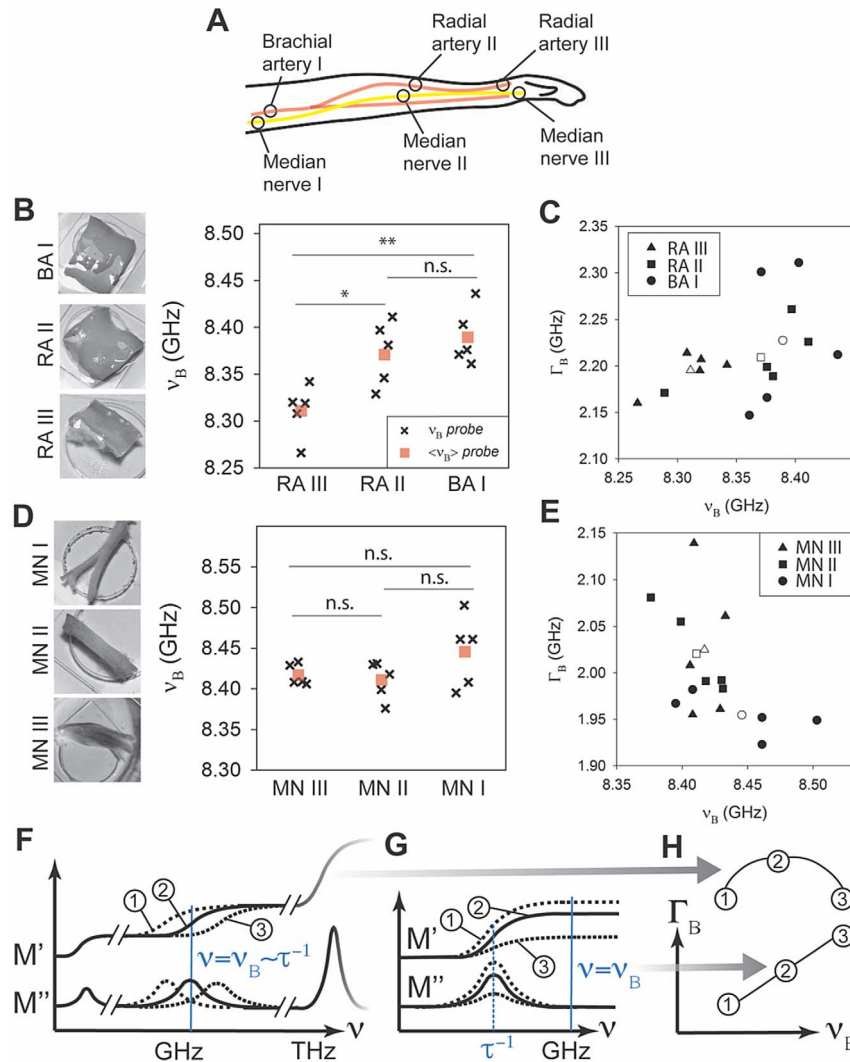 A
Brachial
artery I
Radial
artery II
Radial
artery III
Median
nerve I
Median
nerve II
Median
nerve III
B
BA I
RA II
RA III
νB (GHz)
8.50
8.45
8.40
8.35
8.30
8.25
**
n.s.
*
νB probe
<νB> probe
RA III RA II BA I
C
ΓB (GHz)
2.35
2.30
2.25
2.20
2.15
2.10
RA III
RA II
BA I
8.25 8.30 8.35 8.40
νB (GHz)
D
MN I
MN II
MN III
νB (GHz)
8.55
8.50
8.45
8.40
8.35
8.30
n.s.
n.s.
n.s.
MN III MN II MN I
E
ΓB (GHz)
2.15
2.10
2.05
2.00
1.95
1.90
MN III
MN II
MN I
8.35 8.40 8.45 8.50
νB (GHz)
F
1 2 3
M'
M''
ν=νB~τ-1
GHz THz ν
G
1 2 3
M'
M''
ν=νB
τ-1 GHz ν
H
1 2 3
ΓB
1 2 3
νB